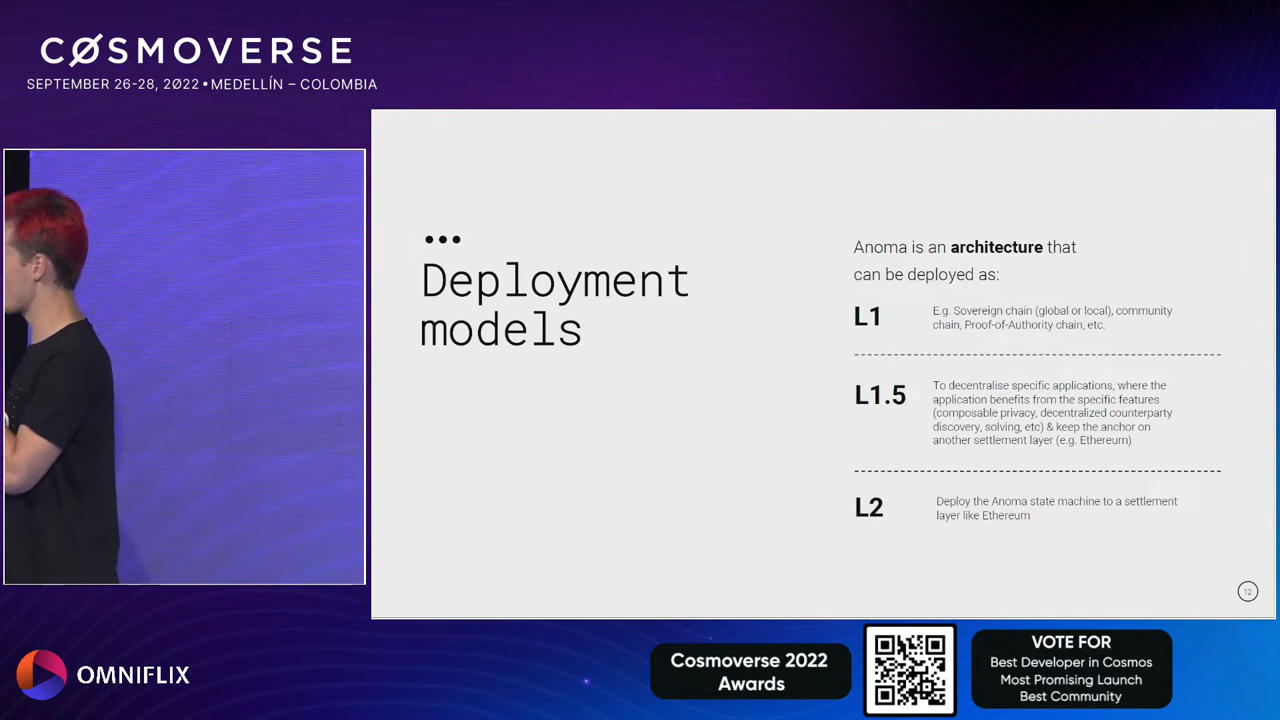 CØSMOVERSE
SEPTEMBER 26-28, 2022 • MEDELLÍN – COLOMBIA
Deployment
models
Anoma is an architecture that
can be deployed as:
L1
E.g. Sovereign chain (global or local), community
chain, Proof-of-Authority chain, etc.
L1.5
To decentralise specific applications, where the
application benefits from the specific features
(composable privacy, decentralized counterparty
discovery, solving, etc) & keep the anchor on
another settlement layer (e.g. Ethereum)
L2
Deploy the Anoma state machine to a settlement
layer like Ethereum
12
OMNIFLIX
Cosmoverse 2022
Awards
VOTE FOR
Best Developer in Cosmos
Most Promising Launch
Best Community